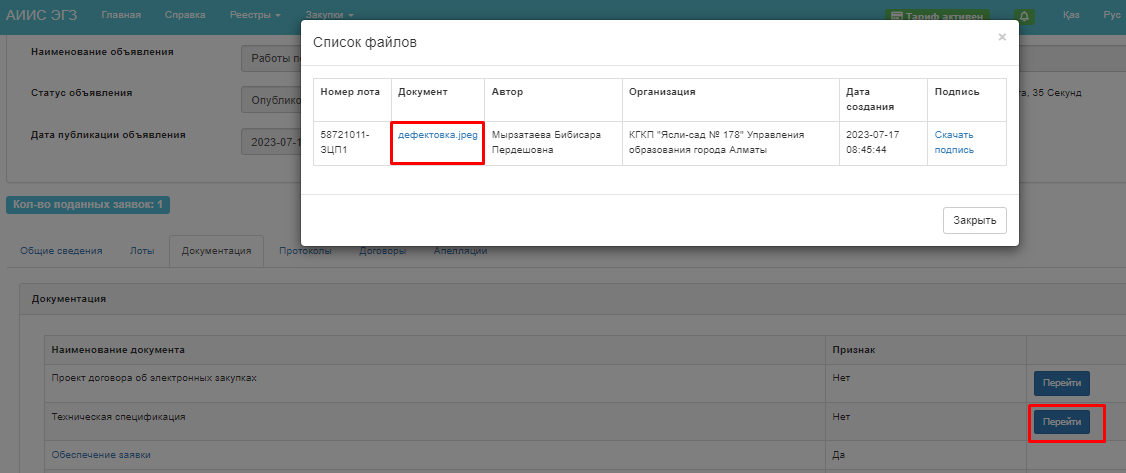 АИИС ЭГЗ Главная Справка Реестры Закупки Тариф активен Қаз Рус
Список файлов ×
Наименование объявления Работы
Статус объявления
Дата публикации объявления 2023-07-1
35 Секунд
Номер лота Документ Автор Организация Дата создания Подпись
58721011-ЗЦП1 дефектовка.jpeg Мырзатаева Бибисара Пердешовна КГКП "Ясли-сад № 178" Управления образования города Алматы 2023-07-17 08:45:44 Скачать подпись
Закрыть
Кол-во поданных заявок: 1
Общие сведения Лоты Документация Протоколы Договоры Апелляции
Документация
Наименование документа Признак
Проект договора об электронных закупках Нет Перейти
Техническая спецификация Нет Перейти
Обеспечение заявки Да